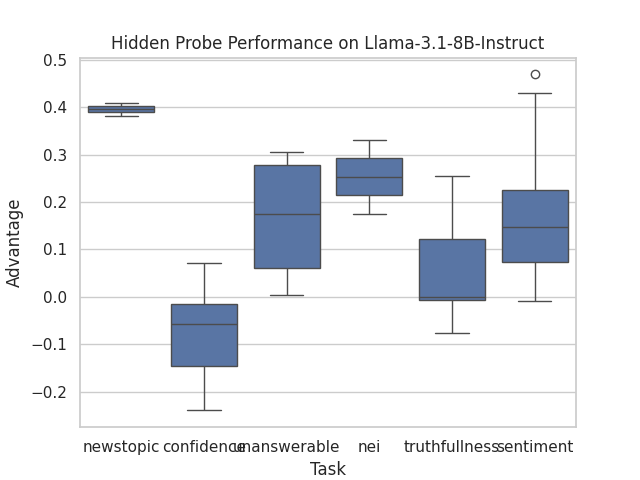 Hidden Probe Performance on Llama-3.1-8B-Instruct
Advantage
0.5
0.4
0.3
0.2
0.1
0.0
−0.1
−0.2
newstopic confidence unanswerable nei truthfullness sentiment
Task